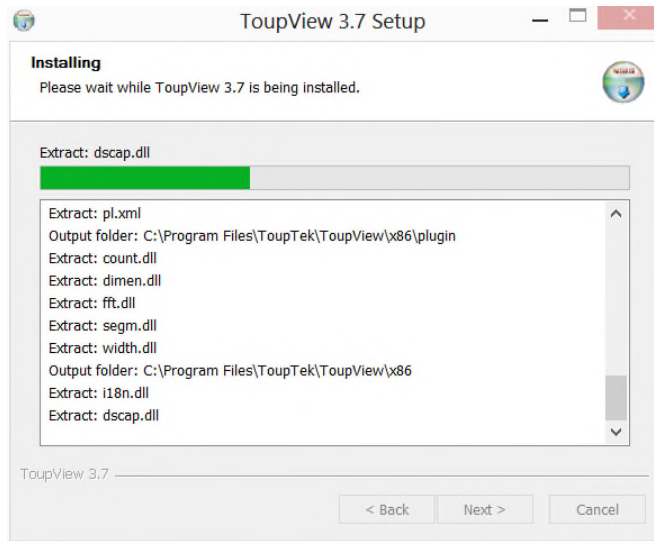 ToupView 3.7 Setup
Installing
Please wait while ToupView 3.7 is being installed.
Extract: dscap.dll
Extract: pl.xml
Output folder: C:\Program Files\ToupTek\ToupView\x86\plugin
Extract: count.dll
Extract: dimen.dll
Extract: fft.dll
Extract: segm.dll
Extract: width.dll
Output folder: C:\Program Files\ToupTek\ToupView\x86
Extract: i18n.dll
Extract: dscap.dll
ToupView 3.7
< Back Next > Cancel